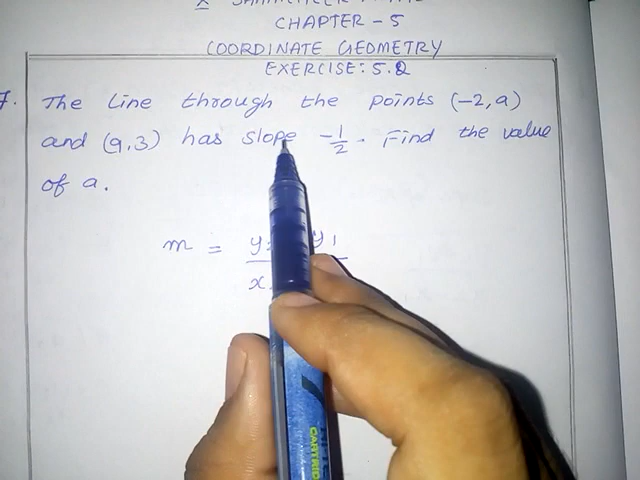 CHAPTER - 5
COORDINATE GEOMETRY
EXERCISE: 5.2
7. The line through the points (-2, a)
and (9,3) has slope -1/2. Find the value
of a.
m = y y1
x